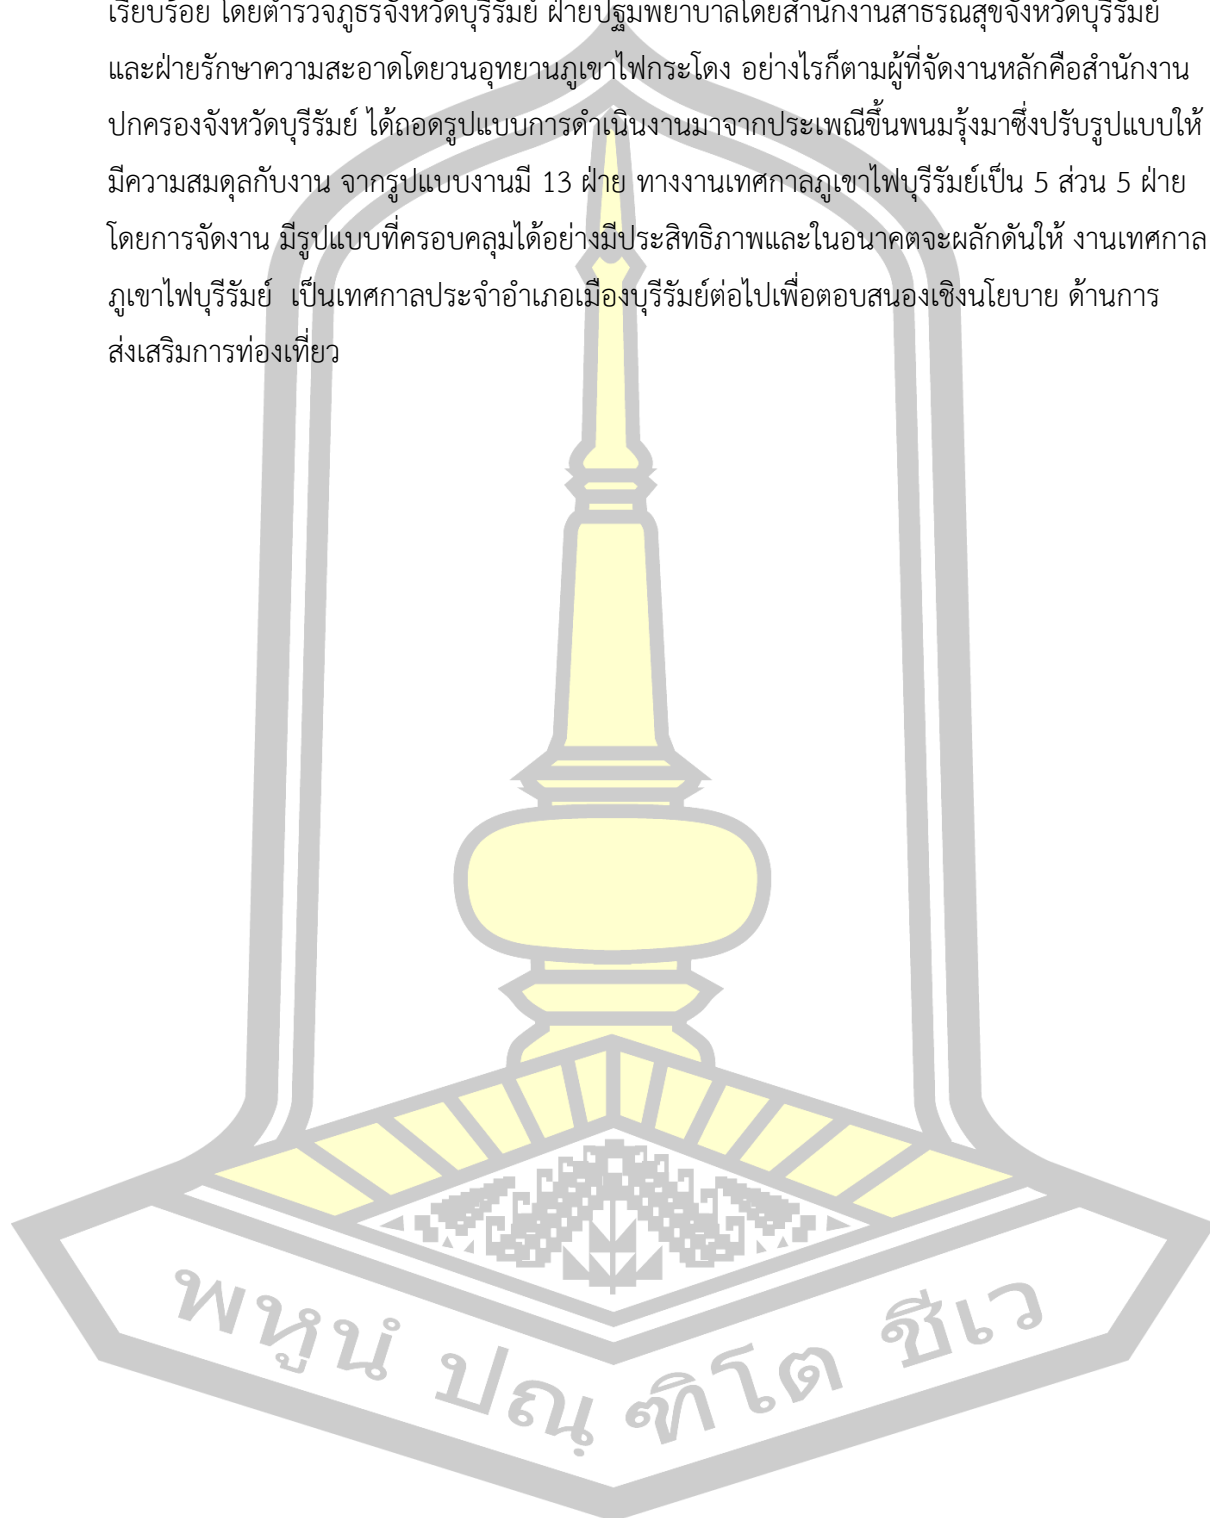 เรียบร้อย โดยตำรวจภูธรจังหวัดบุรีรัมย์ ฝ่ายปฐมพยาบาลโดยสำนักงานสาธรณสุขจังหวัดบุรีรัมย์
และฝ่ายรักษาความสะอาดโดยวนอุทยานภูเขาไฟกระโดง อย่างไรก็ตามผู้ที่จัดงานหลักคือสำนักงาน
ปกครองจังหวัดบุรีรัมย์ ได้ถอดรูปแบบการดำเนินงานมาจากประเพณีขึ้นพนมรุ้งมาซึ่งปรับรูปแบบให้
มีความสมดุลกับงาน จากรูปแบบงานมี 13 ฝ่าย ทางงานเทศกาลภูเขาไฟบุรีรัมย์เป็น 5 ส่วน 5 ฝ่าย
โดยการจัดงาน มีรูปแบบที่ครอบคลุมได้อย่างมีประสิทธิภาพและในอนาคตจะผลักดันให้ งานเทศกาล
ภูเขาไฟบุรีรัมย์ เป็นเทศกาลประจำอำเภอเมืองบุรีรัมย์ต่อไปเพื่อตอบสนองเชิงนโยบาย ด้านการ
ส่งเสริมการท่องเที่ยว
พหูนํ ปณฺ ฑิโต ชีเว